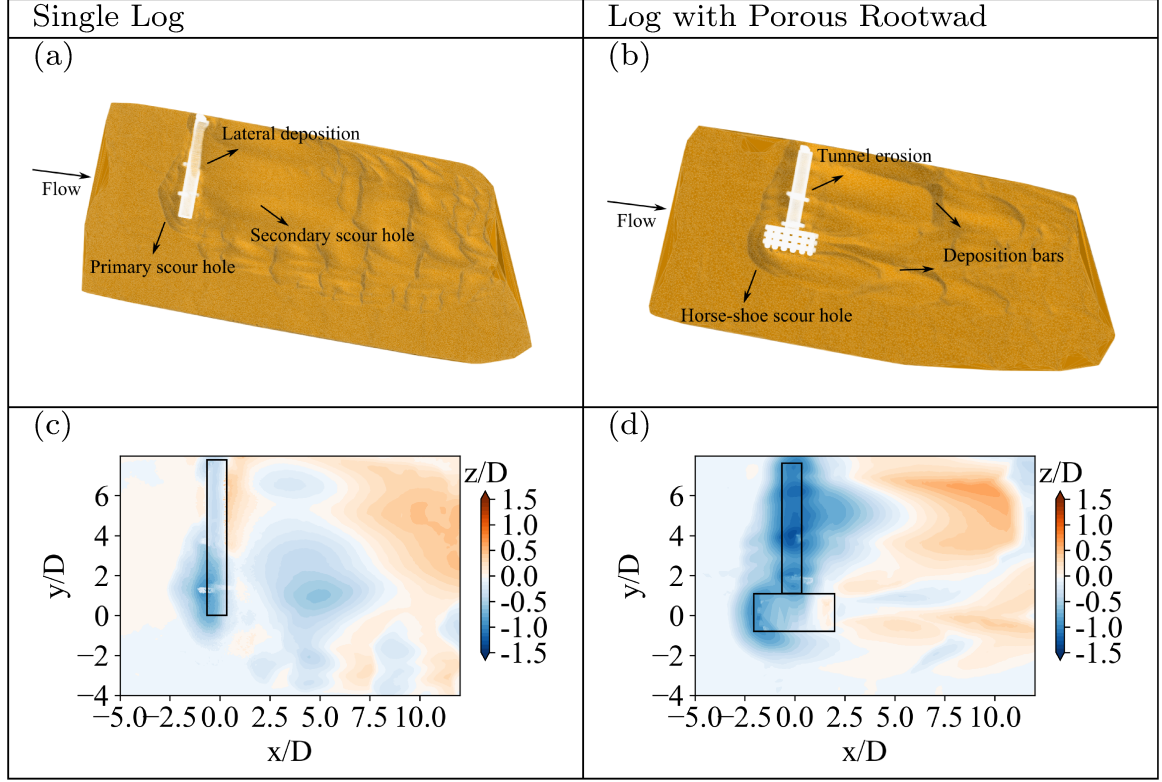 Single Log
Log with Porous Rootwad
(a)
Lateral deposition
Flow
Secondary scour hole
Primary scour hole
(b)
Tunnel erosion
Flow
Deposition bars
Horse-shoe scour hole
(c)
z/D
1.5
1.0
0.5
0.0
-0.5
-1.0
-1.5
6
4
2
0
−2
−4
y/D
−5.0 −2.5 0.0 2.5 5.0 7.5 10.0
x/D
(d)
z/D
1.5
1.0
0.5
0.0
-0.5
-1.0
-1.5
6
4
2
0
−2
−4
y/D
−5.0 −2.5 0.0 2.5 5.0 7.5 10.0
x/D